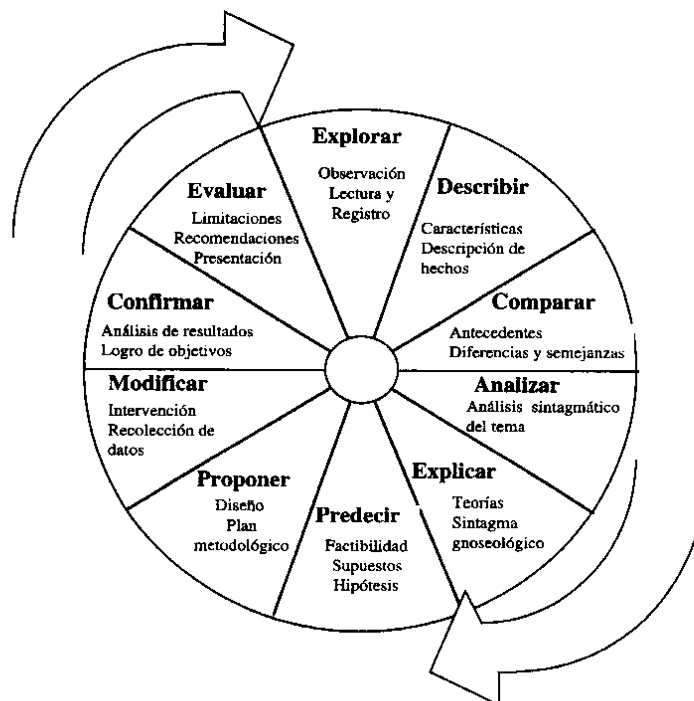 Explorar
Observación
Lectura y
Registro
Describir
Características
Descripción de
hechos
Comparar
Antecedentes
Diferencias y semejanzas
Analizar
Análisis sintagmático
del tema
Explicar
Teorías
Sintagma
gnoseológico
Predecir
Factibilidad
Supuestos
Hipótesis
Proponer
Diseño
Plan
metodológico
Modificar
Intervención
Recolección de
datos
Confirmar
Análisis de resultados
Logro de objetivos
Evaluar
Limitaciones
Recomendaciones
Presentación